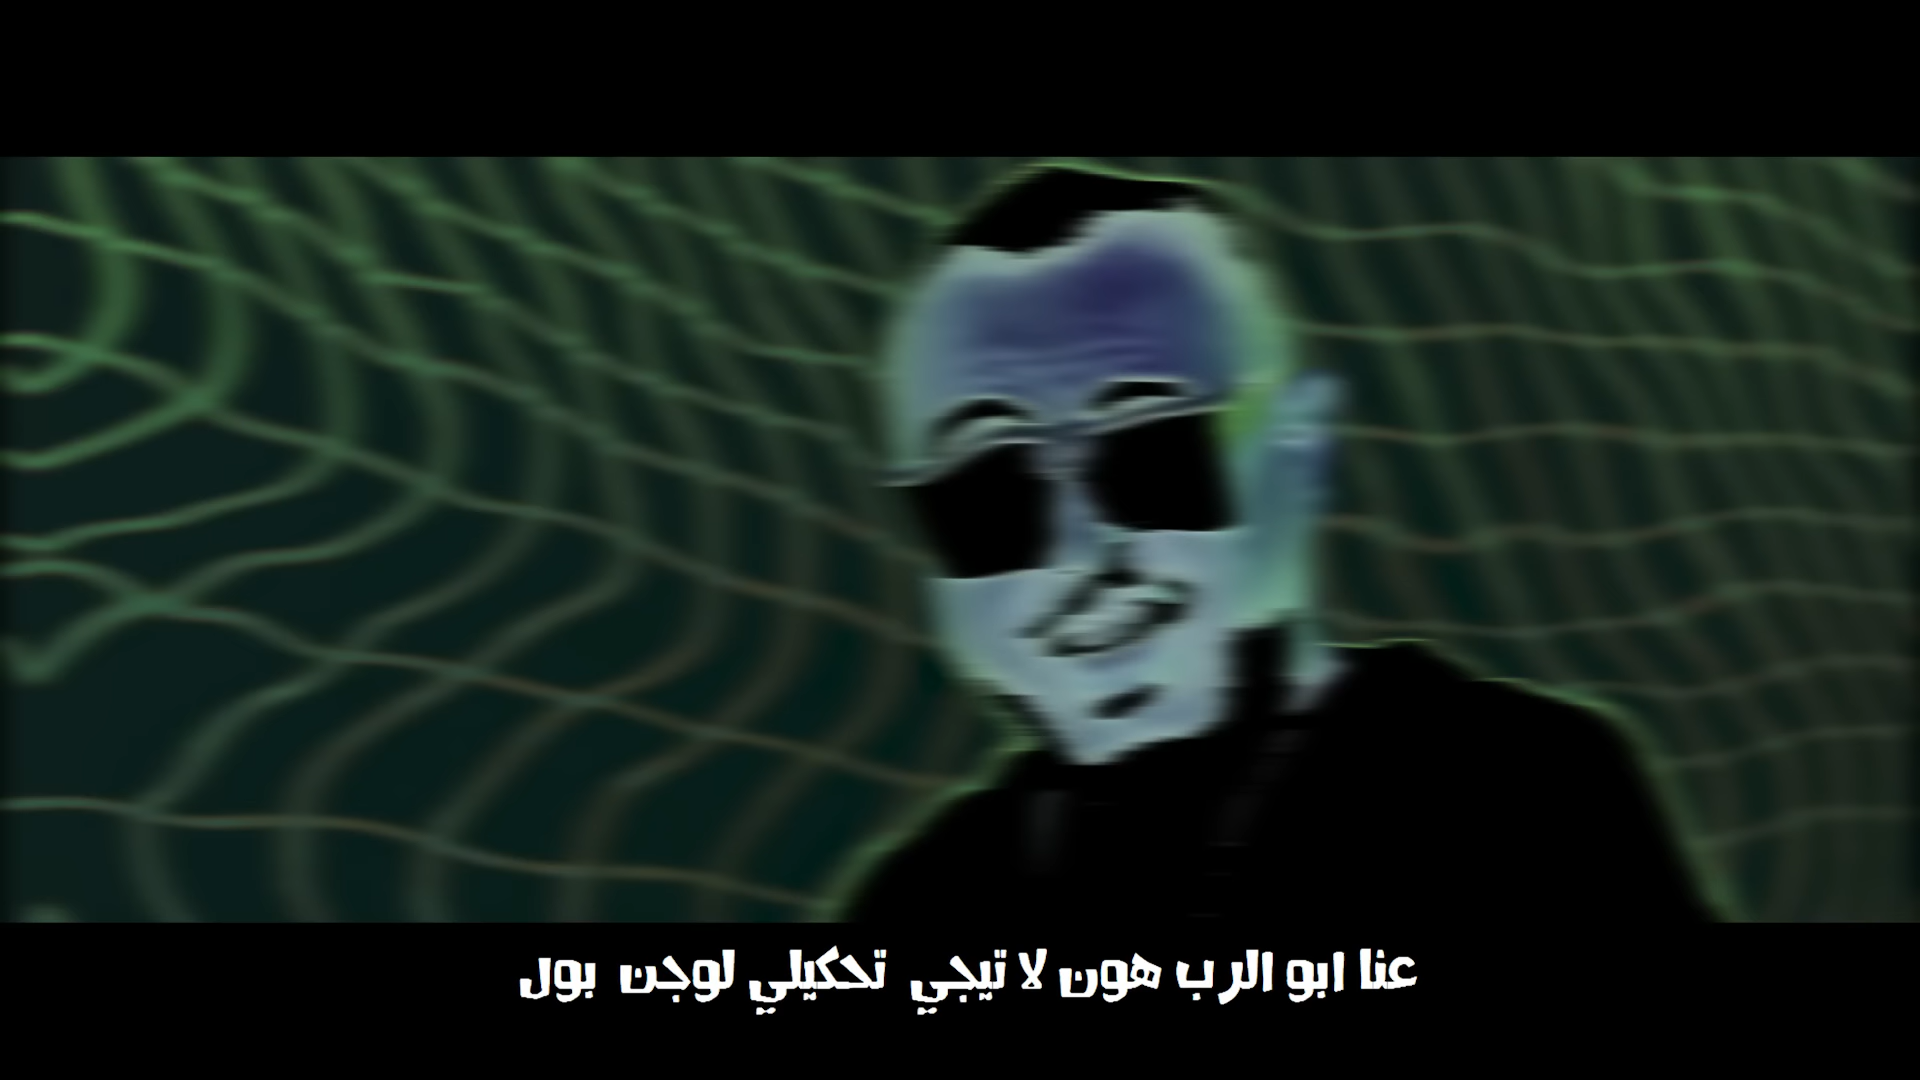 عنا ابو الرب هون لا تيجي تحكيلي لوجن بول